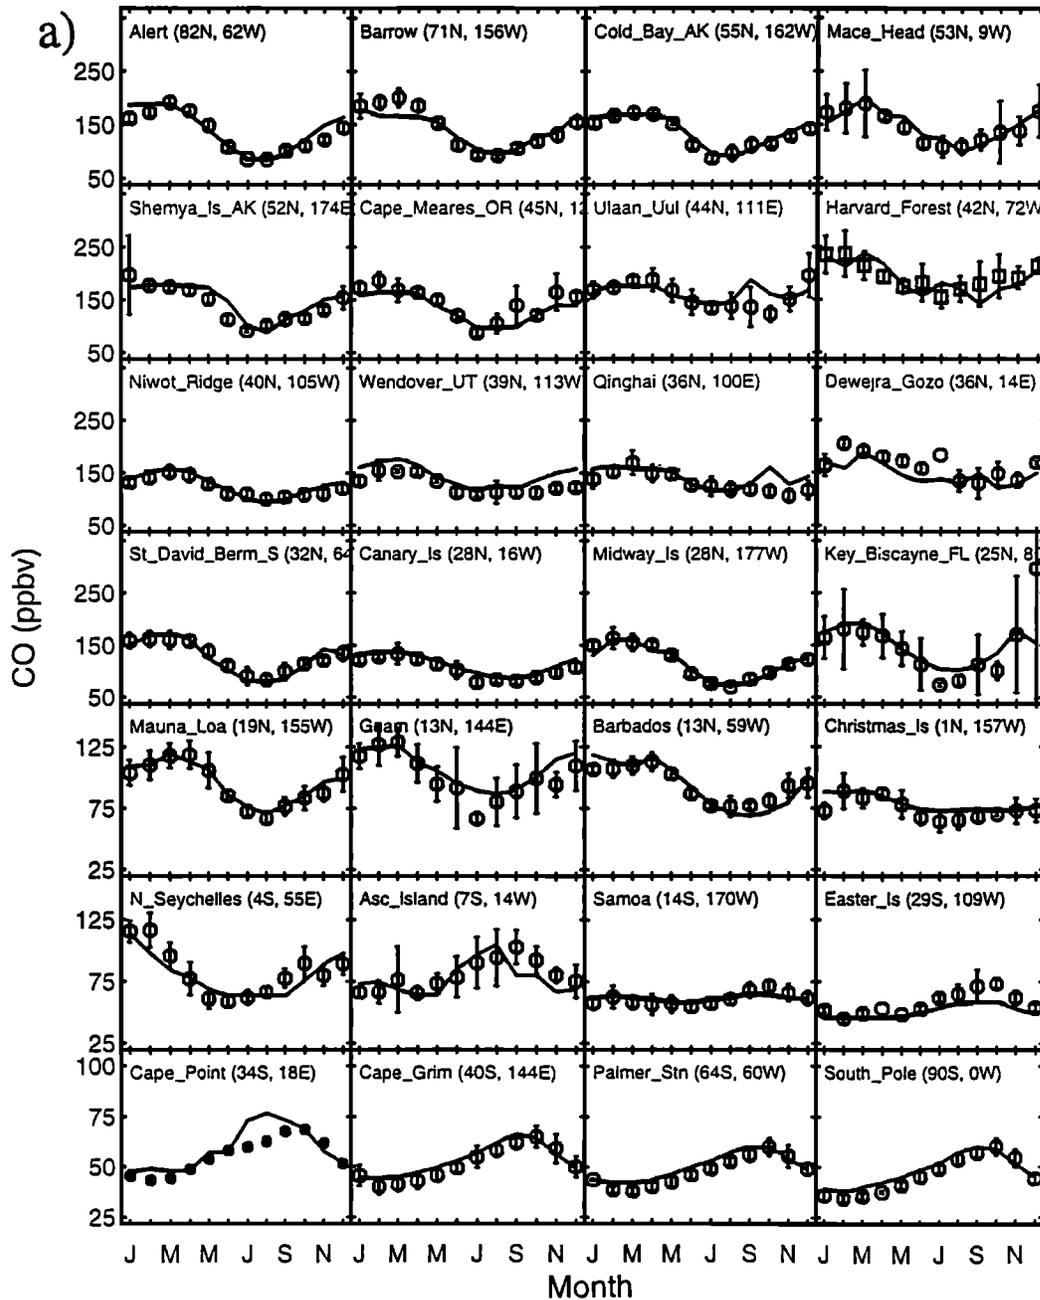 a)
Alert (82N, 62W)
Barrow (71N, 156W)
Cold_Bay_AK (55N, 162W)
Mace_Head (53N, 9W)
250
150
50
Shemya_Is_AK (52N, 174E
Cape_Meares_OR (45N, 12
Ulaan_Uul (44N, 111E)
Harvard_Forest (42N, 72W
250
150
50
Niwot_Ridge (40N, 105W)
Wendover_UT (39N, 113W
Qinghai (36N, 100E)
Dewejra_Gozo (36N, 14E)
250
150
50
St_David_Berm_S (32N, 64
Canary_Is (28N, 16W)
Midway_Is (28N, 177W)
Key_Biscayne_FL (25N, 8
250
150
50
CO (ppbv)
Mauna_Loa (19N, 155W)
Guam (13N, 144E)
Barbados (13N, 59W)
Christmas_Is (1N, 157W)
125
75
25
N_Seychelles (4S, 55E)
Asc_Island (7S, 14W)
Samoa (14S, 170W)
Easter_Is (29S, 109W)
125
75
25
Cape_Point (34S, 18E)
Cape_Grim (40S, 144E)
Palmer_Stn (64S, 60W)
South_Pole (90S, 0W)
100
75
50
25
J M M J S N J M M J S N J M M J S N J M M J S N
Month